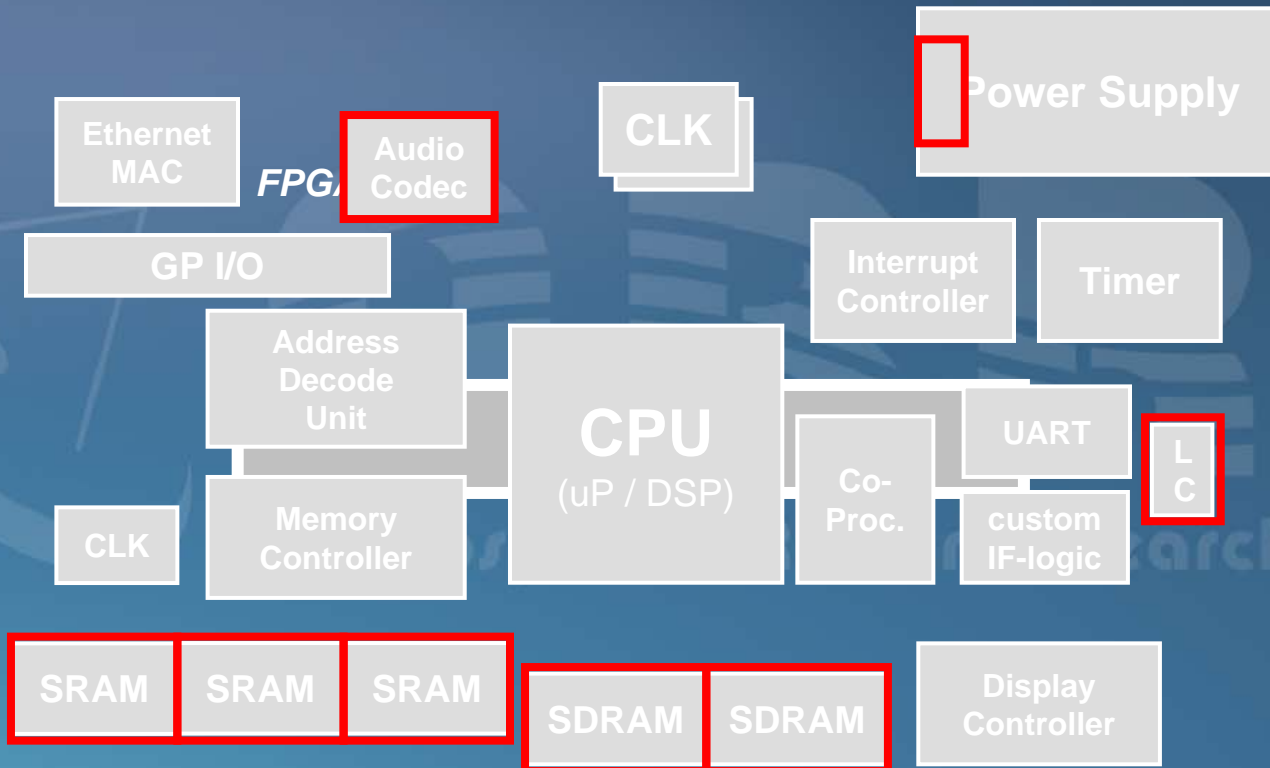 Power Supply
Ethernet
MAC
FPGA
Audio
Codec
CLK
GP I/O
Interrupt
Controller
Timer
Address
Decode
Unit
CPU
(uP / DSP)
UART
L
C
Co-
Proc.
CLK
Memory
Controller
custom
IF-logic
SRAM
SRAM
SRAM
SDRAM
SDRAM
Display
Controller